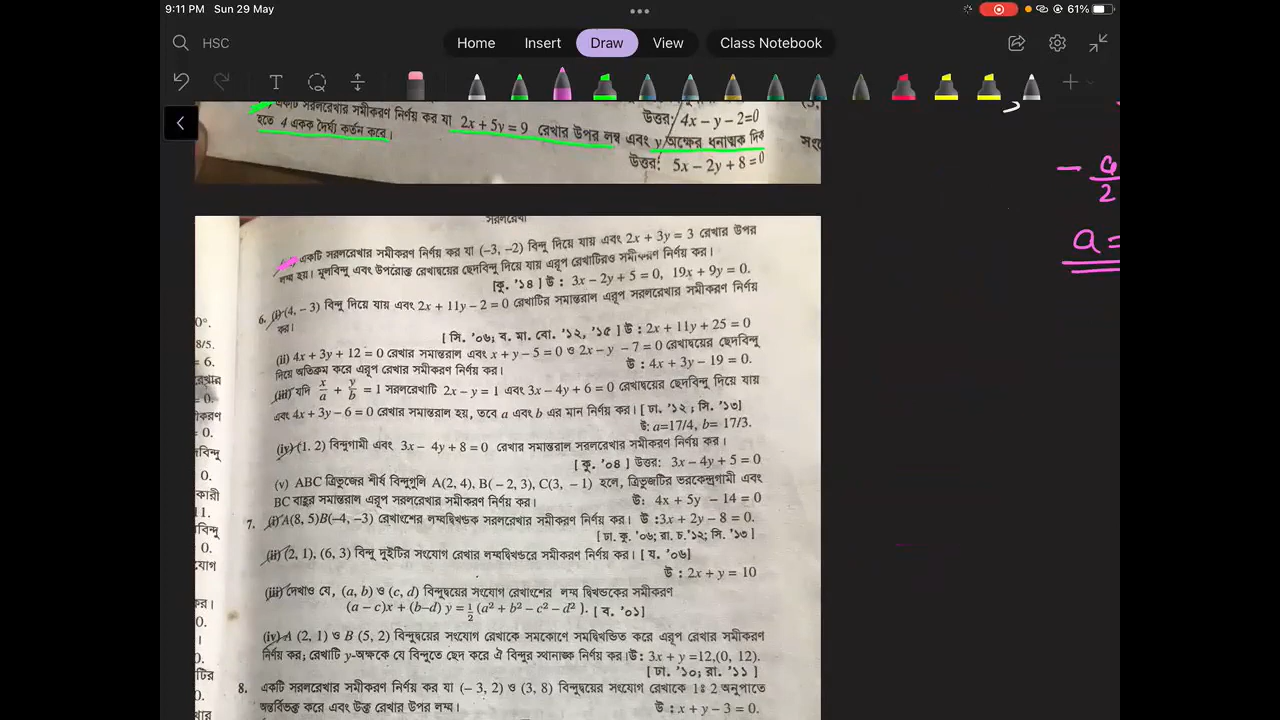 9:11 PM Sun 29 May
61%
HSC
Home Insert Draw View Class Notebook
একটি সরলরেখার সমীকরণ নির্ণয় কর যা 2x + 5y = 9 রেখার উপর লম্ব এবং y অক্ষের ধনাত্মক দিক
হতে 4 একক দৈর্ঘ্য কর্তন করে।
উত্তর: 4x − y − 2=0
উত্তর: 5x − 2y + 8 = 0
সরলরেখা
একটি সরলরেখার সমীকরণ নির্ণয় কর যা (−3, −2) বিন্দু দিয়ে যায় এবং 2x + 3y = 3 রেখার উপর
লম্ব হয়। মূলবিন্দু এবং উপরোক্ত রেখাদ্বয়ের ছেদবিন্দু দিয়ে যায় এরূপ রেখাটিরও সমীকরণ নির্ণয় কর।
[কু. '১৪ ] উ : 3x − 2y + 5 = 0, 19x + 9y = 0.
6. (i) (4, − 3) বিন্দু দিয়ে যায় এবং 2x + 11y − 2 = 0 রেখাটির সমান্তরাল এরূপ সরলরেখার সমীকরণ নির্ণয়
কর।
[ সি. '০৬; ব. মা. বো. '১২, '১৫ ] উ : 2x + 11y + 25 = 0
(ii) 4x + 3y + 12 = 0 রেখার সমান্তরাল এবং x + y − 5 = 0 ও 2x − y − 7 = 0 রেখাদ্বয়ের ছেদবিন্দু
দিয়ে অতিক্রম করে এরূপ রেখার সমীকরণ নির্ণয় কর।
উ : 4x + 3y − 19 = 0.
(iii) যদি x/a + y/b = 1 সরলরেখাটি 2x − y = 1 এবং 3x − 4y + 6 = 0 রেখাদ্বয়ের ছেদবিন্দু দিয়ে যায়
এবং 4x + 3y − 6 = 0 রেখার সমান্তরাল হয়, তবে a এবং b এর মান নির্ণয় কর। [ ঢা. '১২ ; সি. '১৩]
উ: a=17/4, b= 17/3.
(iv) (1. 2) বিন্দুগামী এবং 3x − 4y + 8 = 0 রেখার সমান্তরাল সরলরেখার সমীকরণ নির্ণয় কর।
[ কু. '০৪ ] উত্তর: 3x − 4y + 5 = 0
(v) ABC ত্রিভুজের শীর্ষ বিন্দুগুলি A(2, 4), B(− 2, 3), C(3, − 1) হলে, ত্রিভুজটির ভরকেন্দ্রগামী এবং
BC বাহুর সমান্তরাল এরূপ সরলরেখার সমীকরণ নির্ণয় কর।
উ: 4x + 5y − 14 = 0
7. (i) A(8, 5)B(−4, −3) রেখাংশের লম্বদ্বিখন্ডক সরলরেখার সমীকরণ নির্ণয় কর। উ :3x + 2y − 8 = 0.
[ঢা. কু. '০৬; রা. চ.'১২; সি. '১৩]
(ii) (2, 1), (6, 3) বিন্দু দুইটির সংযোগ রেখার লম্বদ্বিখন্ডরে সমীকরণ নির্ণয় কর। [ য. '০৬]
উ : 2x + y = 10
(iii) দেখাও যে, (a, b) ও (c, d) বিন্দুদ্বয়ের সংযোগ রেখাংশের লম্ব দ্বিখন্ডকের সমীকরণ
(a − c)x + (b−d) y = 1/2 (a² + b² − c² − d² ). [ ব. '০১]
(iv) A (2, 1) ও B (5, 2) বিন্দুদ্বয়ের সংযোগ রেখাকে সমকোণে সমদ্বিখন্ডিত করে এরূপ রেখার সমীকরণ
নির্ণয় কর; রেখাটি y-অক্ষকে যে বিন্দুতে ছেদ করে ঐ বিন্দুর স্থানাঙ্ক নির্ণয় কর।উ: 3x + y =12,(0, 12).
[ঢা. '১০; রা. '১১ ]
8. একটি সরলরেখার সমীকরণ নির্ণয় কর যা (− 3, 2) ও (3, 8) বিন্দুদ্বয়ের সংযোগ রেখাকে 1ঃ 2 অনুপাতে
অন্তর্বিভক্ত করে এবং উক্ত রেখার উপর লম্ব।
উ : x + y − 3 = 0.
a =